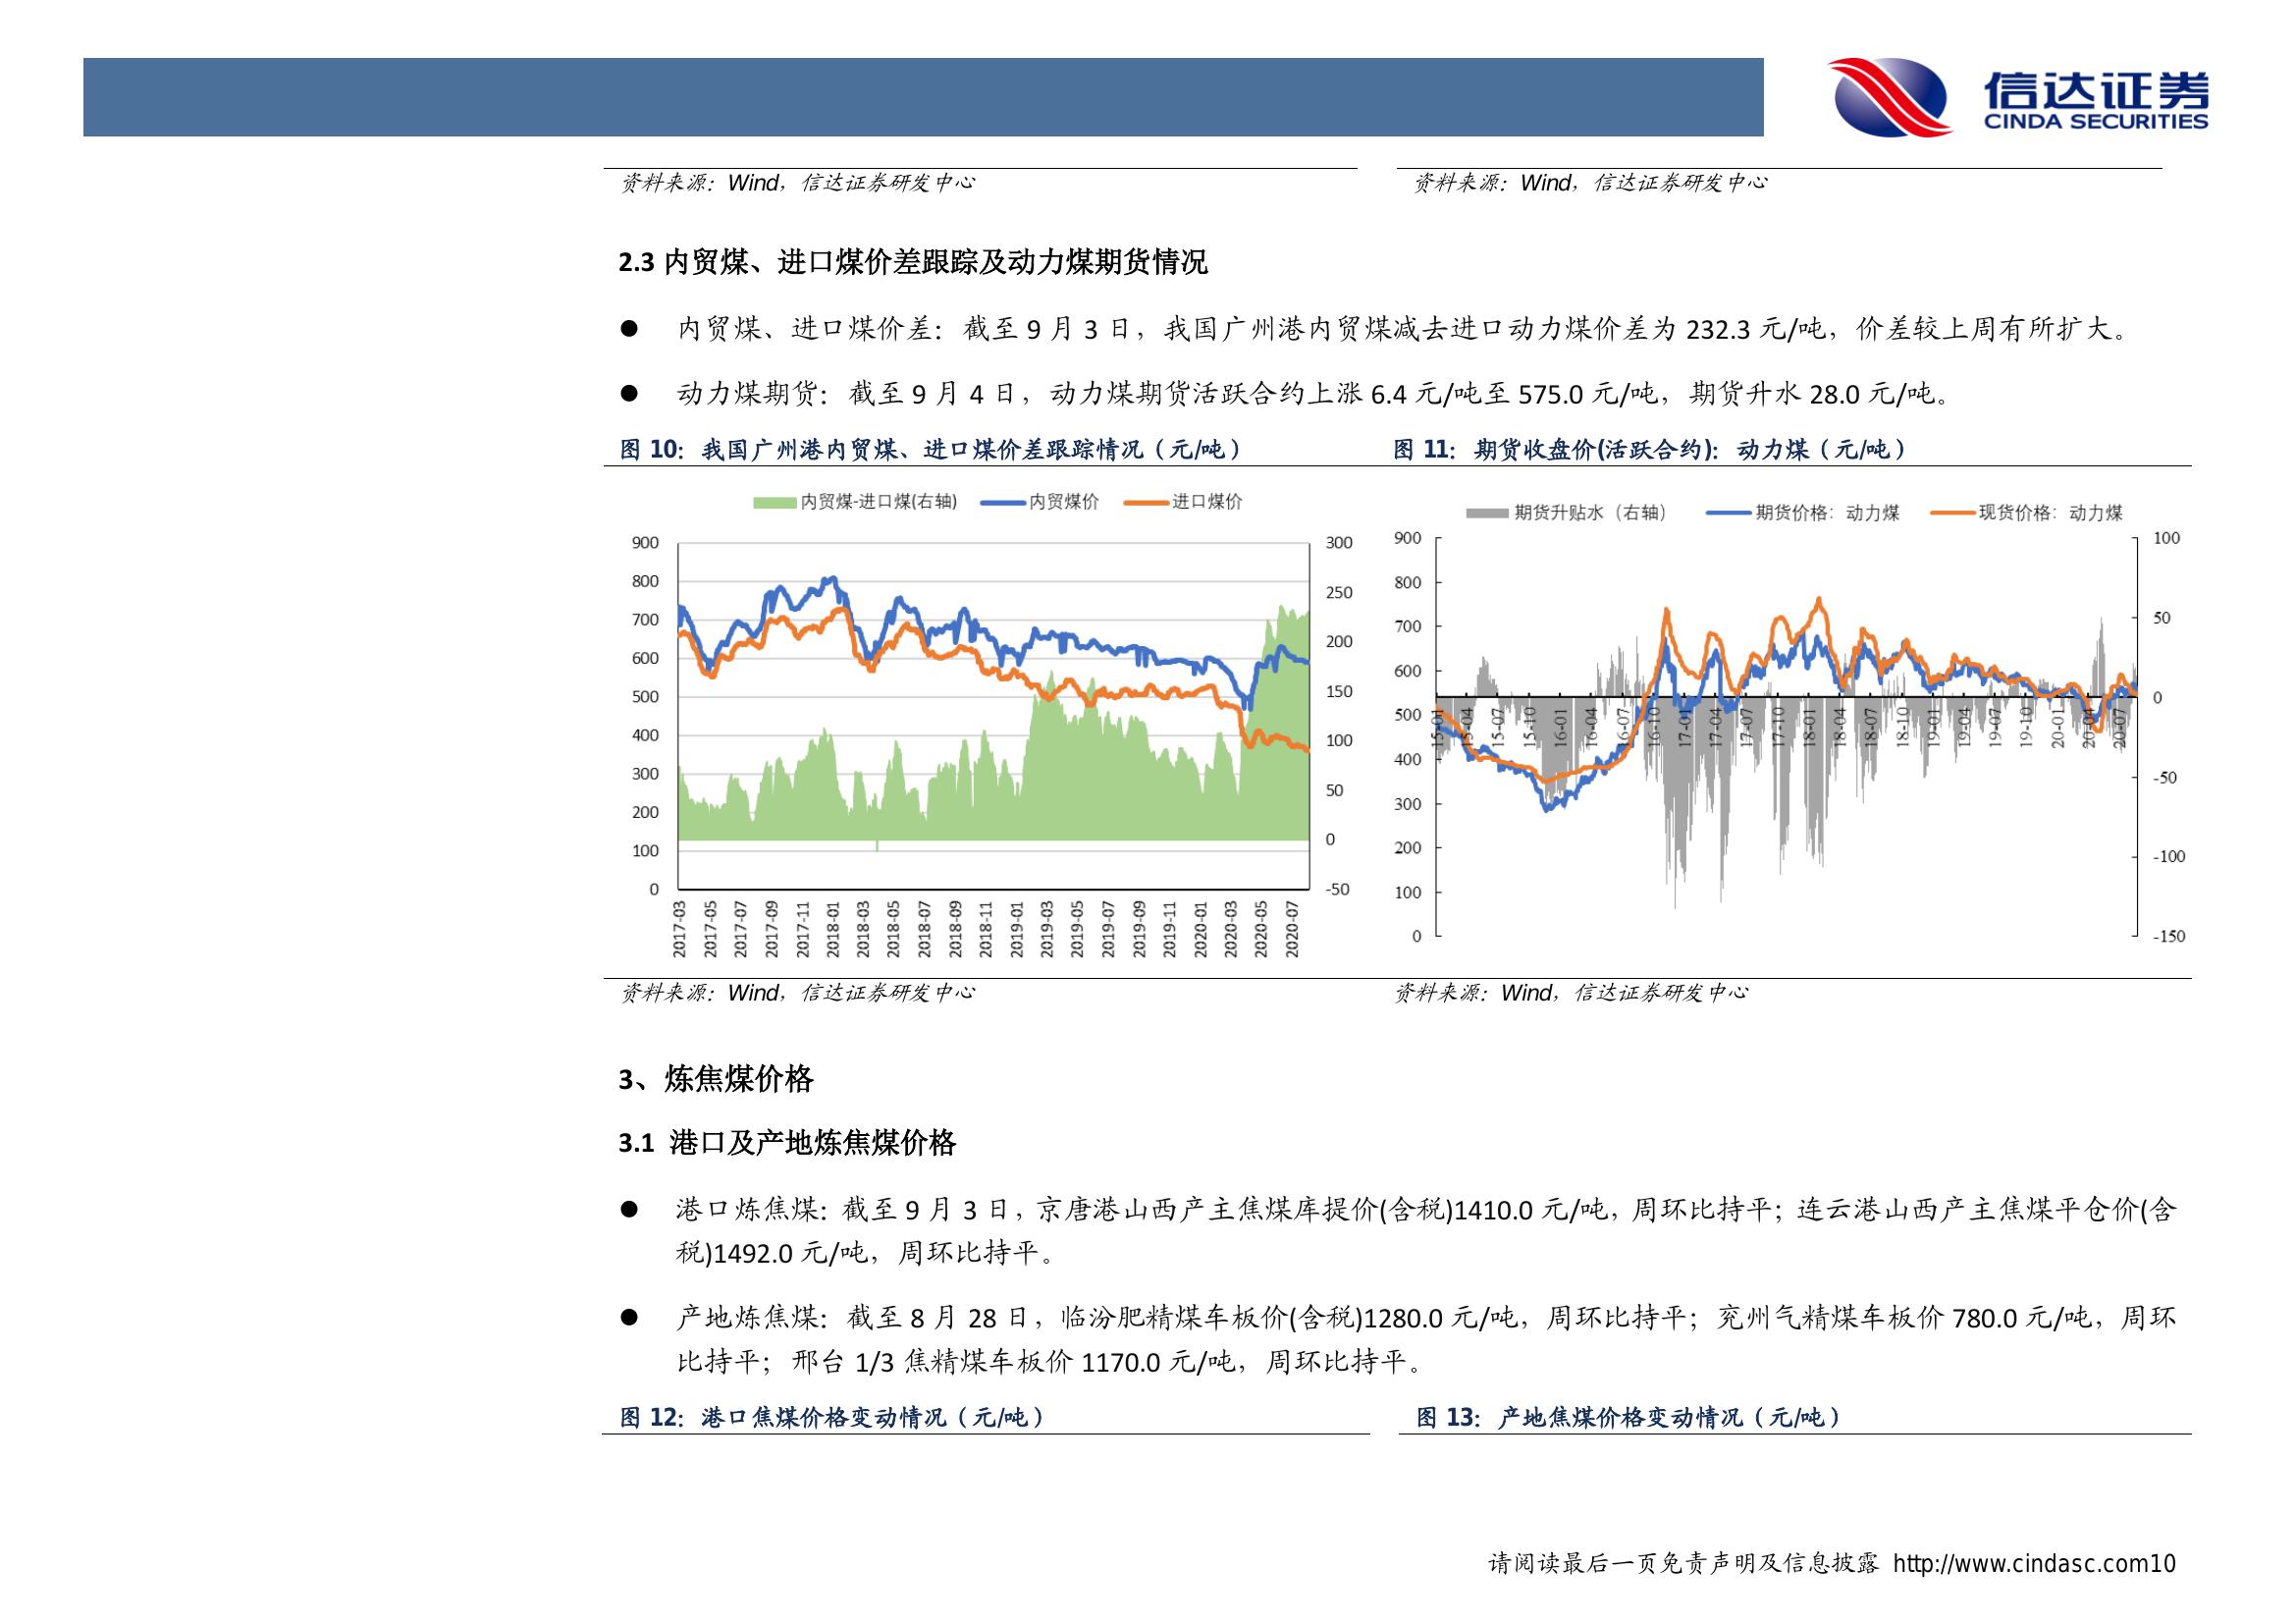 信达证券
CINDA SECURITIES
资料来源：Wind，信达证券研发中心
资料来源：Wind，信达证券研发中心
2.3 内贸煤、进口煤价差跟踪及动力煤期货情况
● 内贸煤、进口煤价差：截至 9 月 3 日，我国广州港内贸煤减去进口动力煤价差为 232.3 元/吨，价差较上周有所扩大。
● 动力煤期货：截至 9 月 4 日，动力煤期货活跃合约上涨 6.4 元/吨至 575.0 元/吨，期货升水 28.0 元/吨。
图 10：我国广州港内贸煤、进口煤价差跟踪情况（元/吨）
图 11：期货收盘价(活跃合约)：动力煤（元/吨）
内贸煤-进口煤(右轴) 内贸煤价 进口煤价
900
800
700
600
500
400
300
200
100
0
300
250
200
150
100
50
0
-50
2017-03 2017-05 2017-07 2017-09 2017-11 2018-01 2018-03 2018-05 2018-07 2018-09 2018-11 2019-01 2019-03 2019-05 2019-07 2019-09 2019-11 2020-01 2020-03 2020-05 2020-07
期货升贴水（右轴） 期货价格：动力煤 现货价格：动力煤
900
800
700
600
500
400
300
200
100
0
100
50
0
-50
-100
-150
15-01 15-04 15-07 15-10 16-01 16-04 16-07 16-10 17-01 17-04 17-07 17-10 18-01 18-04 18-07 18-10 19-01 19-04 19-07 19-10 20-01 20-04 20-07
资料来源：Wind，信达证券研发中心
资料来源：Wind，信达证券研发中心
3、炼焦煤价格
3.1 港口及产地炼焦煤价格
● 港口炼焦煤：截至 9 月 3 日，京唐港山西产主焦煤库提价(含税)1410.0 元/吨，周环比持平；连云港山西产主焦煤平仓价(含
税)1492.0 元/吨，周环比持平。
● 产地炼焦煤：截至 8 月 28 日，临汾肥精煤车板价(含税)1280.0 元/吨，周环比持平；兖州气精煤车板价 780.0 元/吨，周环
比持平；邢台 1/3 焦精煤车板价 1170.0 元/吨，周环比持平。
图 12：港口焦煤价格变动情况（元/吨）
图 13：产地焦煤价格变动情况（元/吨）
请阅读最后一页免责声明及信息披露 http://www.cindasc.com10